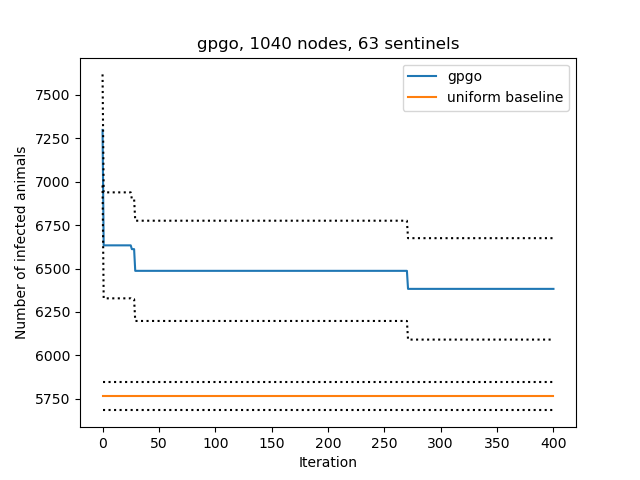 gpgo, 1040 nodes, 63 sentinels
gpgo
uniform baseline
7500
7250
7000
6750
6500
6250
6000
5750
Number of infected animals
0 50 100 150 200 250 300 350 400
Iteration